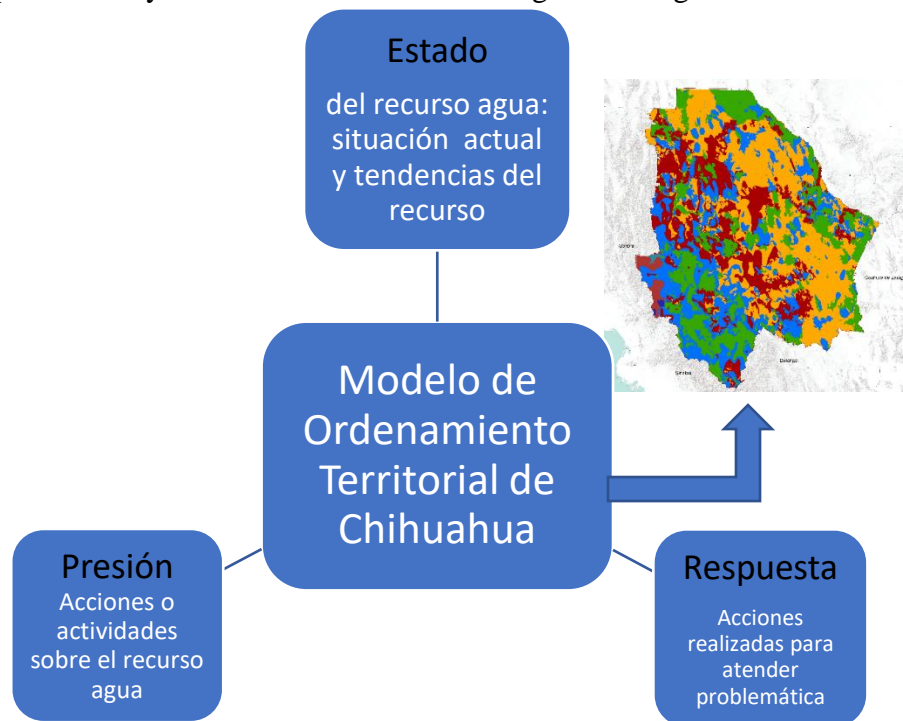 Estado
del recurso agua:
situación actual
y tendencias del
recurso
Modelo de
Ordenamiento
Territorial de
Chihuahua
Presión
Acciones o
actividades
sobre el recurso
agua
Respuesta
Acciones
realizadas para
atender
problemática